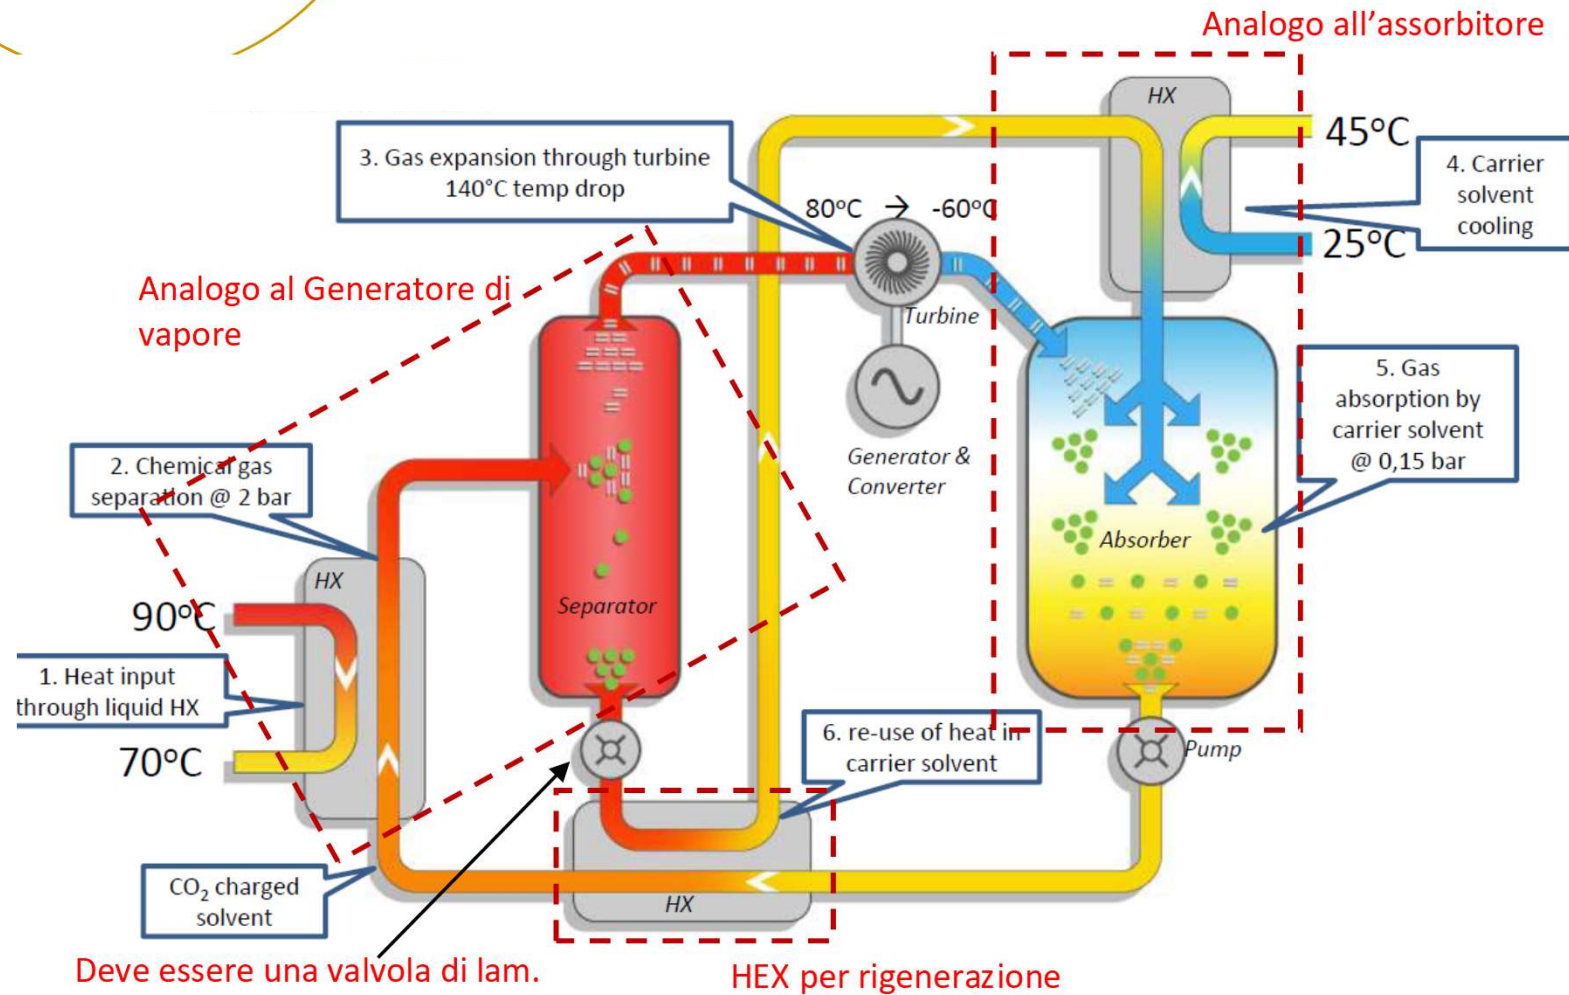 Analogo all'assorbitore
HX
45°C
3. Gas expansion through turbine
140°C temp drop
4. Carrier
solvent
cooling
80°C → -60°C
25°C
Analogo al Generatore di
vapore
Turbine
5. Gas
absorption by
carrier solvent
@ 0,15 bar
2. Chemical gas
separation @ 2 bar
Generator &
Converter
Absorber
HX
90°C
Separator
1. Heat input
through liquid HX
70°C
6. re-use of heat in
carrier solvent
Pump
CO₂ charged
solvent
HX
Deve essere una valvola di lam.
HEX per rigenerazione